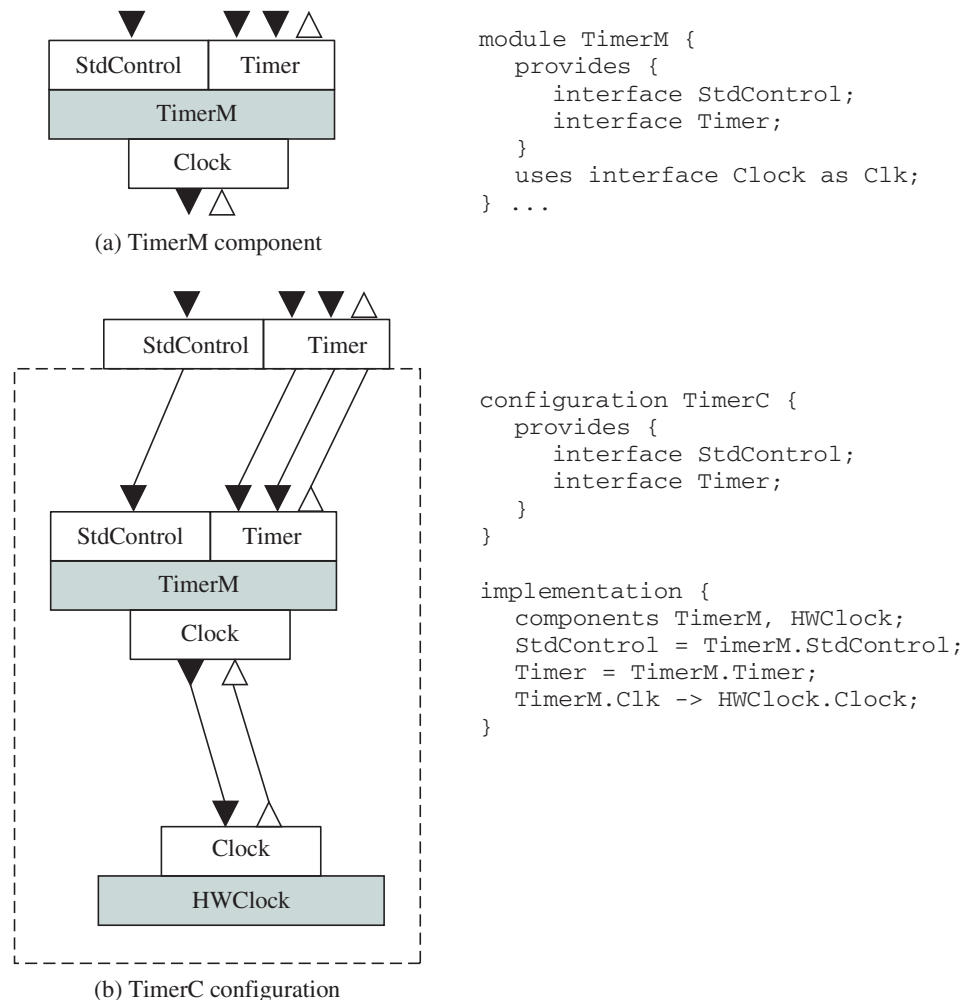 StdControl Timer
TimerM
Clock
(a) TimerM component
module TimerM {
provides {
interface StdControl;
interface Timer;
}
uses interface Clock as Clk;
} ...
StdControl Timer
StdControl Timer
TimerM
Clock
Clock
HWClock
(b) TimerC configuration
configuration TimerC {
provides {
interface StdControl;
interface Timer;
}
}
implementation {
components TimerM, HWClock;
StdControl = TimerM.StdControl;
Timer = TimerM.Timer;
TimerM.Clk -> HWClock.Clock;
}